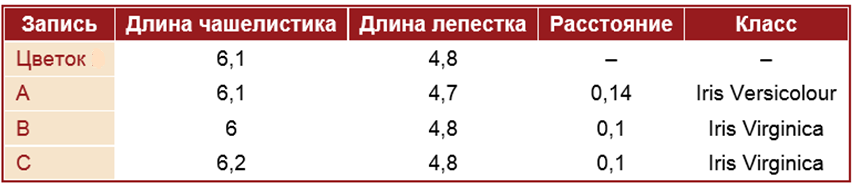 Запись Длина чашелистика Длина лепестка Расстояние Класс
Цветок 6,1 4,8 – –
A 6,1 4,7 0,14 Iris Versicolour
B 6 4,8 0,1 Iris Virginica
C 6,2 4,8 0,1 Iris Virginica